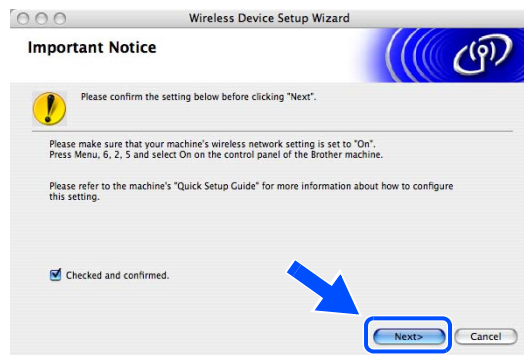 Wireless Device Setup Wizard
Important Notice
Please confirm the setting below before clicking "Next".
Please make sure that your machine's wireless network setting is set to "On".
Press Menu, 6, 2, 5 and select On on the control panel of the Brother machine.
Please refer to the machine's "Quick Setup Guide" for more information about how to configure
this setting.
Checked and confirmed.
Next> Cancel